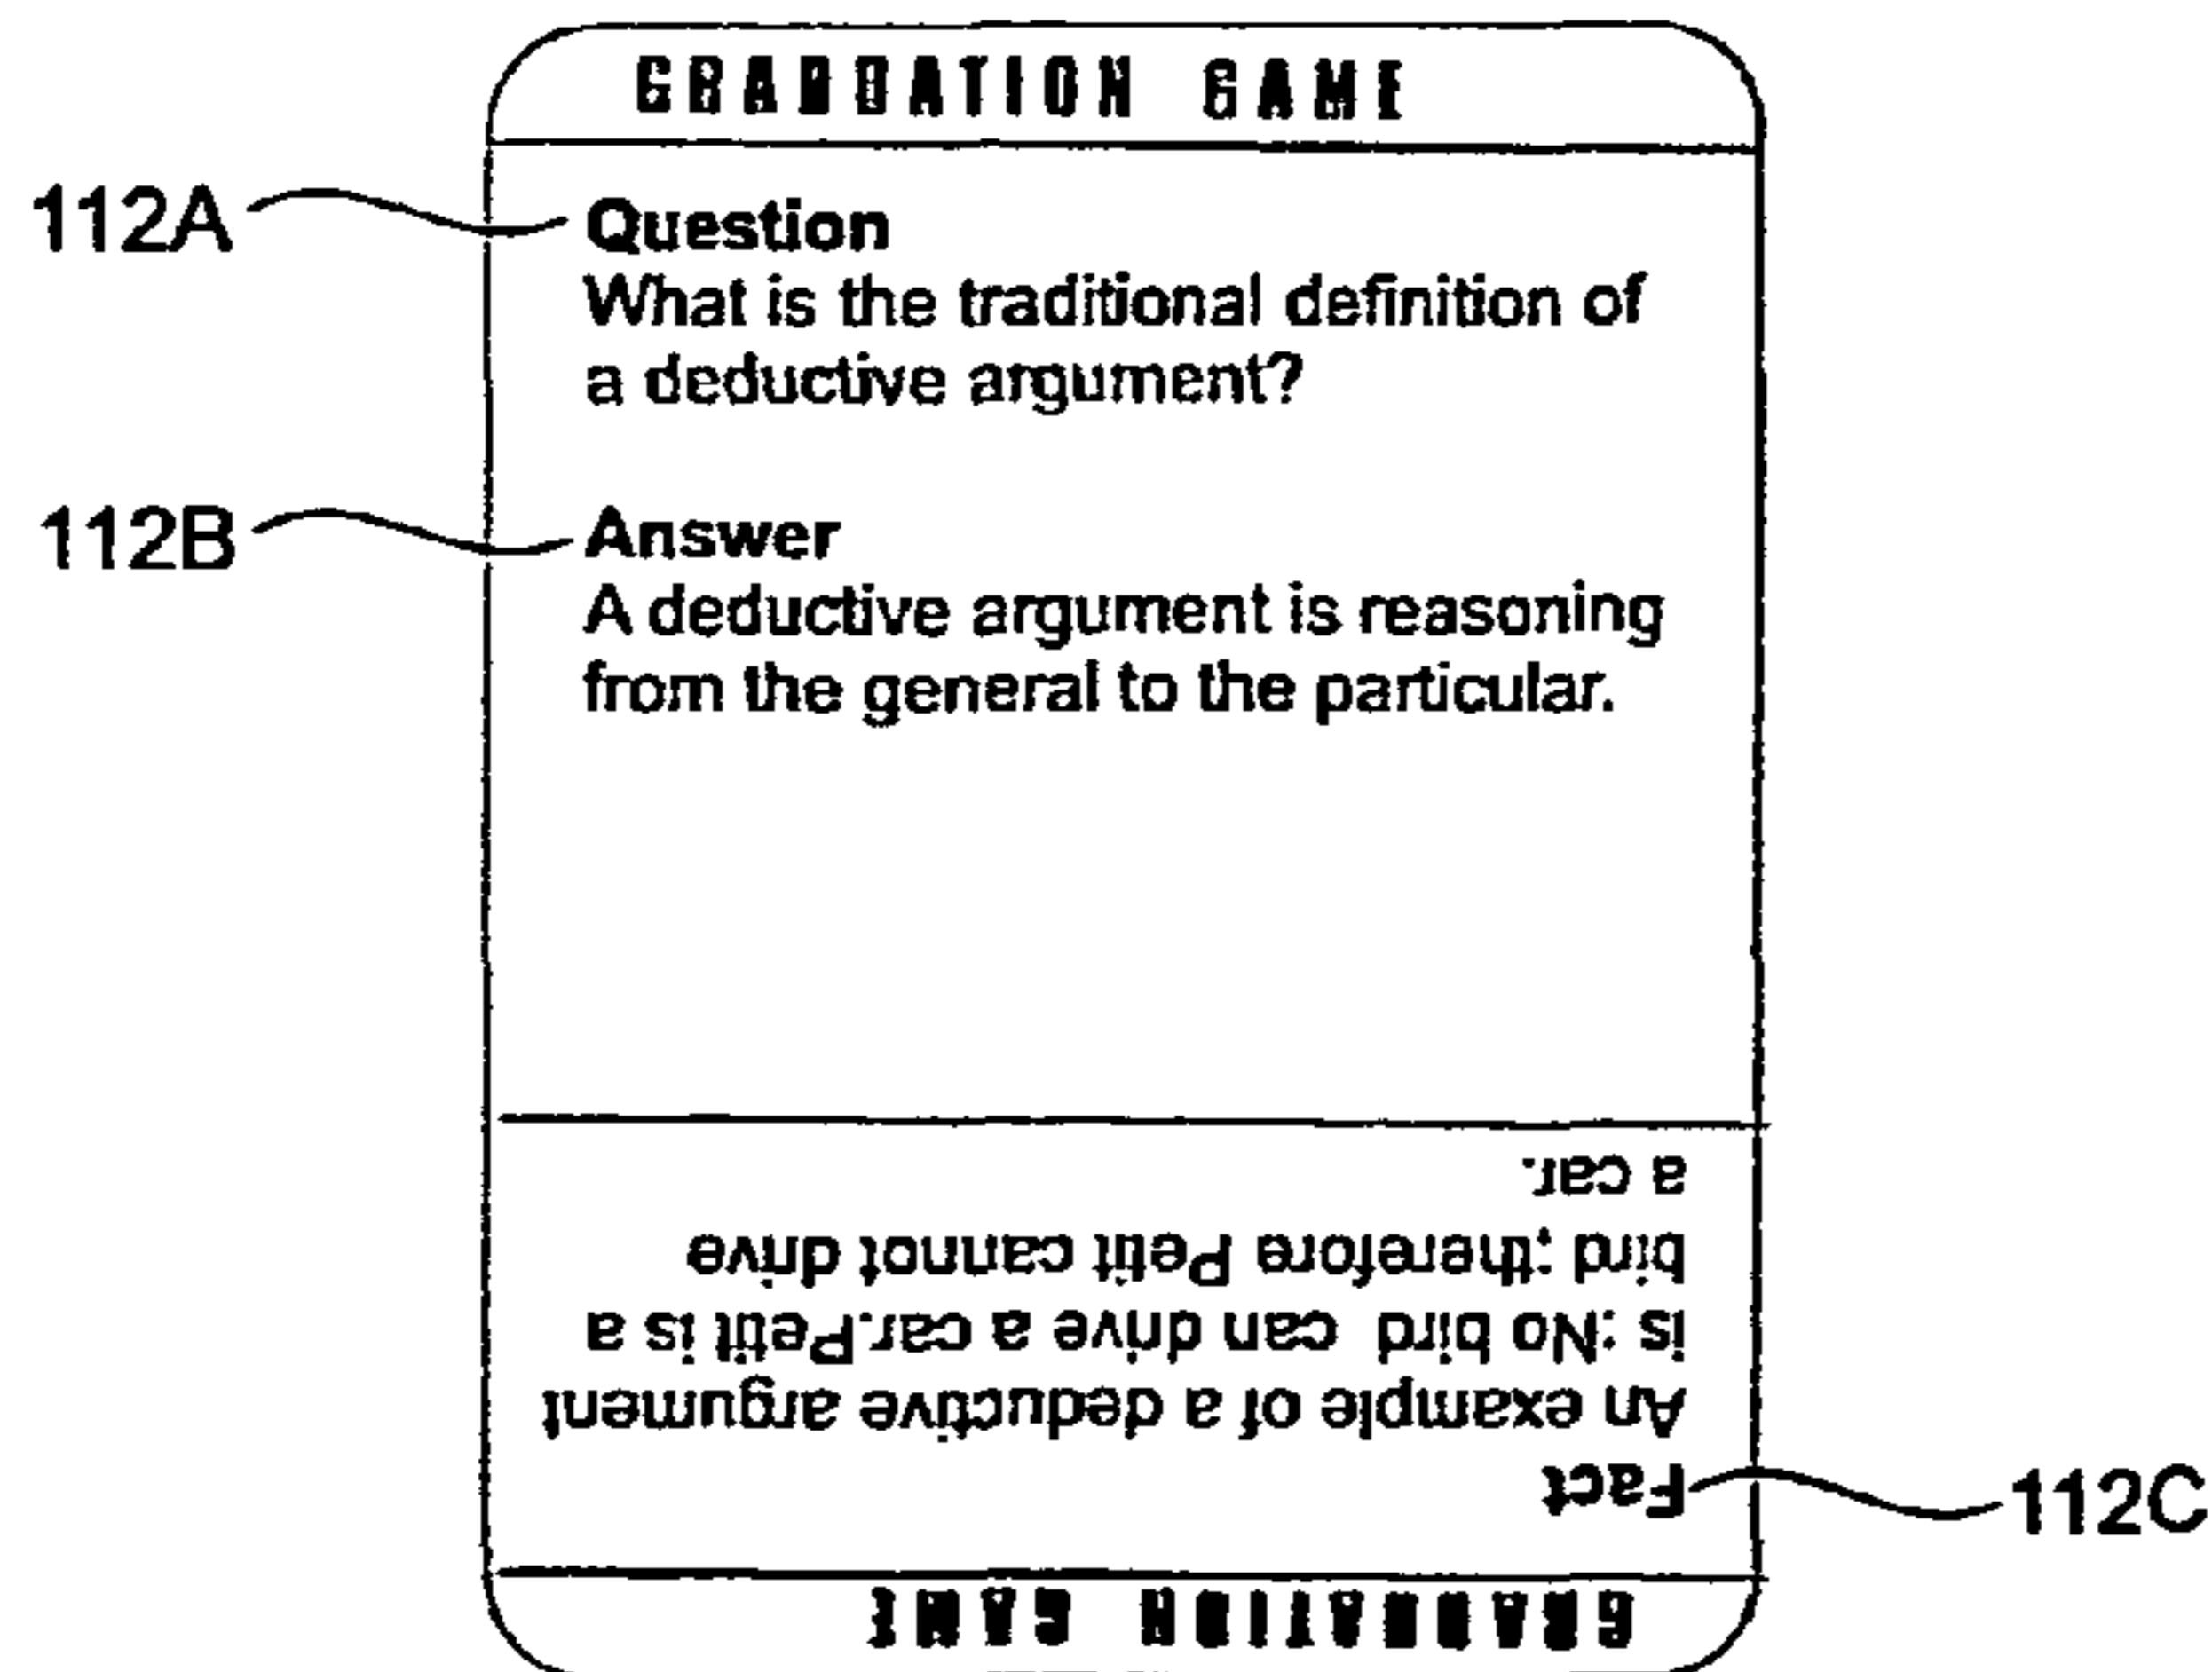 GRADUATION GAME
112A
Question
What is the traditional definition of
a deductive argument?
112B
Answer
A deductive argument is reasoning
from the general to the particular.
GRADUATION GAME
112C
Fact
An example of a deductive argument
is :No bird can drive a car.Petit is a
bird ;therefore Petit cannot drive
a car.